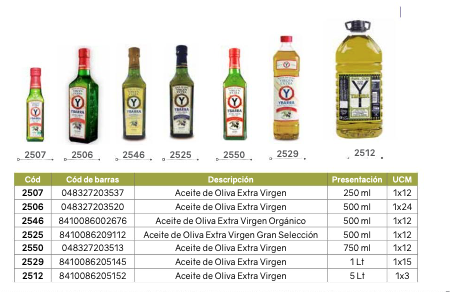 2507 2506 2546 2525 2550 2529 2512
Cód Cód de barras Descripción Presentación UCM
2507 048327203537 Aceite de Oliva Extra Virgen 250 ml 1x12
2506 048327203520 Aceite de Oliva Extra Virgen 500 ml 1x24
2546 8410086002676 Aceite de Oliva Extra Virgen Orgánico 500 ml 1x12
2525 8410086209112 Aceite de Oliva Extra Virgen Gran Selección 500 ml 1x12
2550 048327203513 Aceite de Oliva Extra Virgen 750 ml 1x12
2529 8410086205145 Aceite de Oliva Extra Virgen 1 Lt 1x15
2512 8410086205152 Aceite de Oliva Extra Virgen 5 Lt 1x3